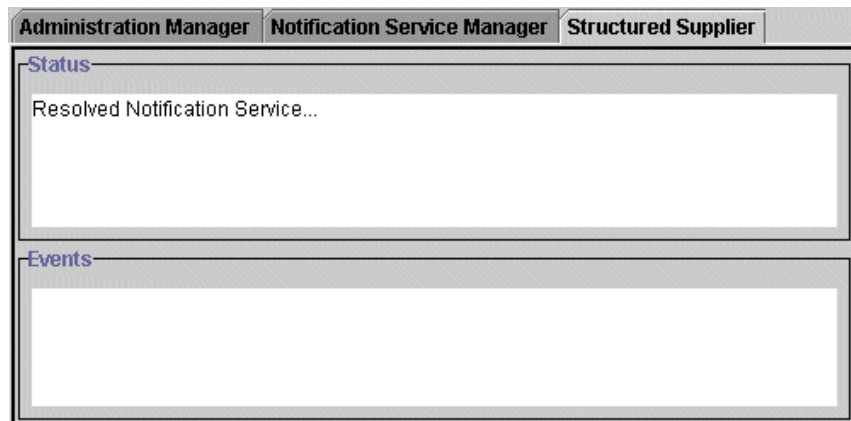 Administration Manager Notification Service Manager Structured Supplier
Status
Resolved Notification Service...
Events